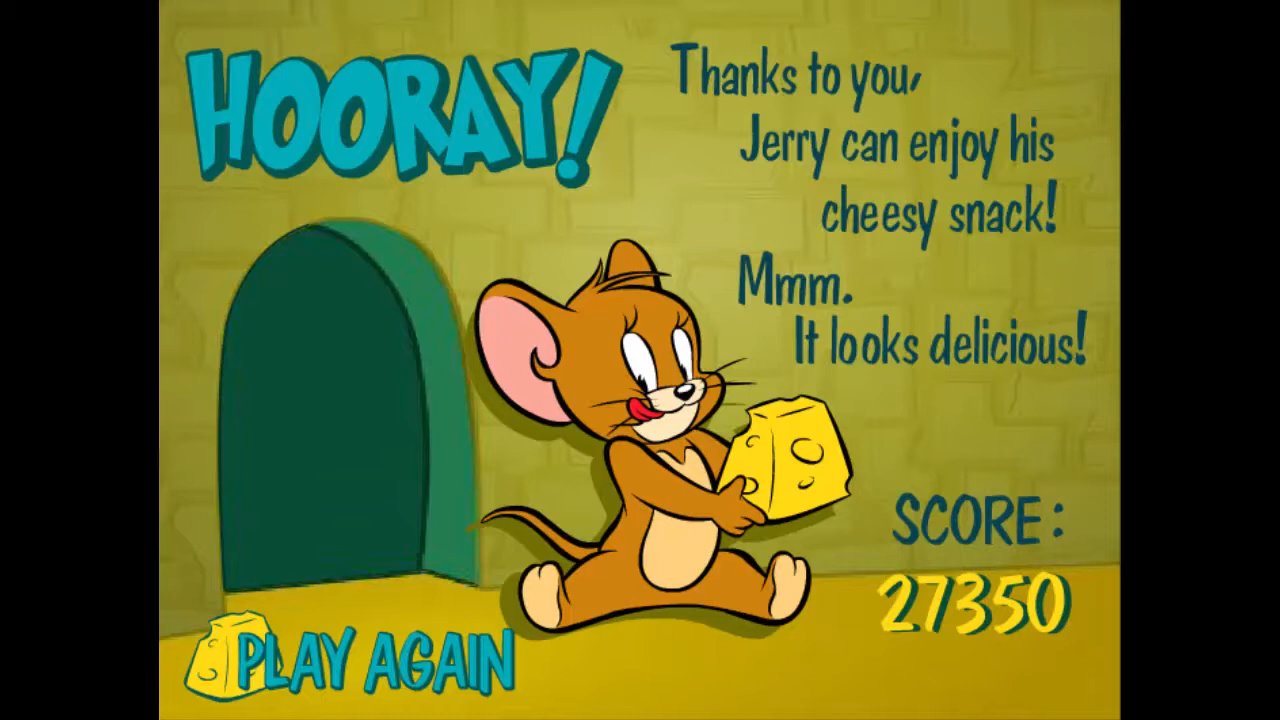 HOORAY!
Thanks to you,
Jerry can enjoy his
cheesy snack!
Mmm.
It looks delicious!
SCORE:
27350
PLAY AGAIN